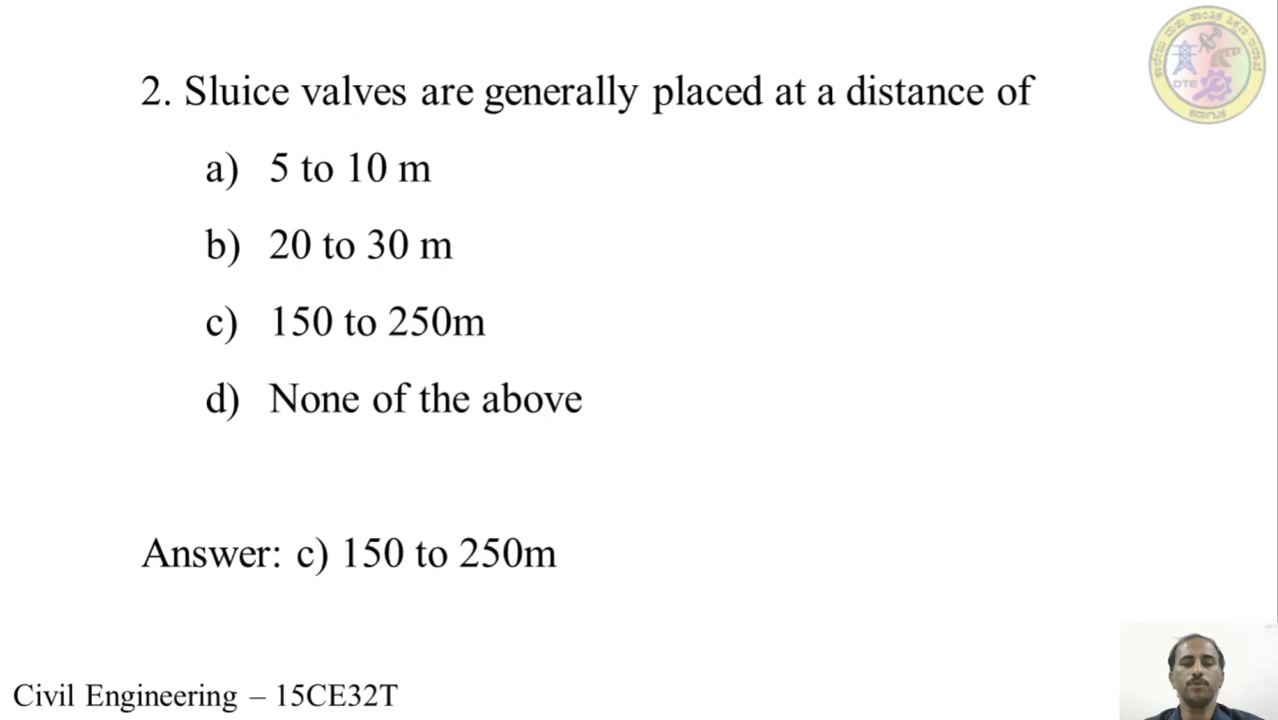 2. Sluice valves are generally placed at a distance of
a) 5 to 10 m
b) 20 to 30 m
c) 150 to 250m
d) None of the above
Answer: c) 150 to 250m
Civil Engineering – 15CE32T
DTE